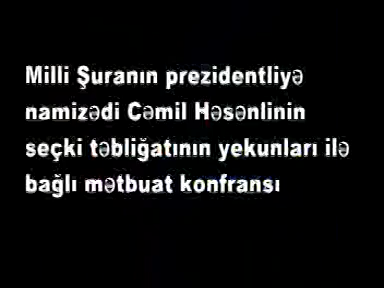 Milli Şuranın prezidentliyə
namizədi Cəmil Həsənlinin
seçki təbliğatının yekunları ilə
bağlı mətbuat konfransı